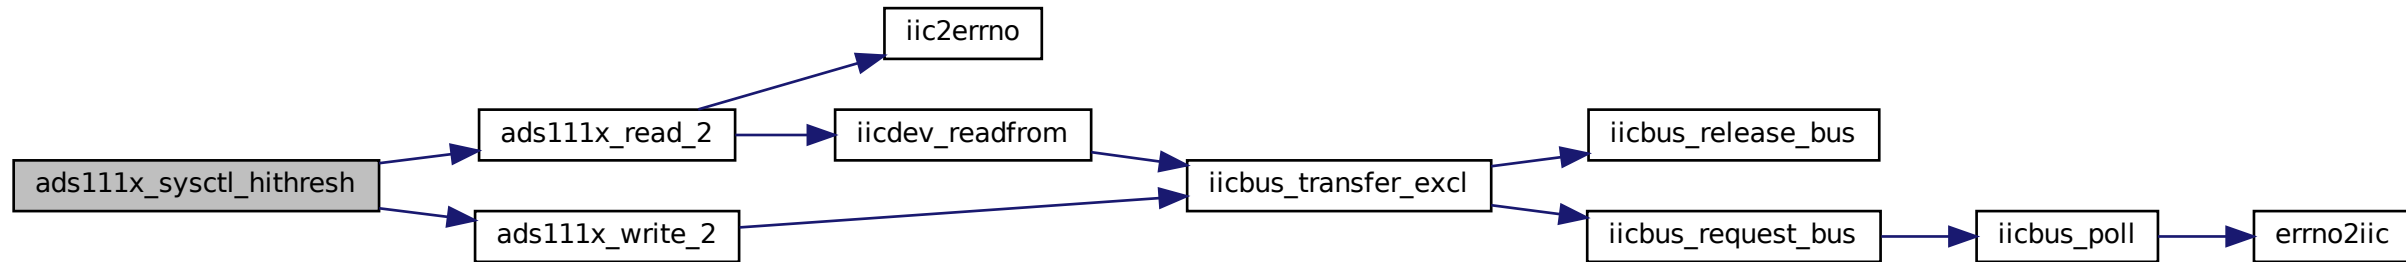 iic2errno
ads111x_read_2
iicdev_readfrom
iicbus_release_bus
ads111x_sysctl_hithresh
iicbus_transfer_excl
ads111x_write_2
iicbus_request_bus
iicbus_poll
errno2iic